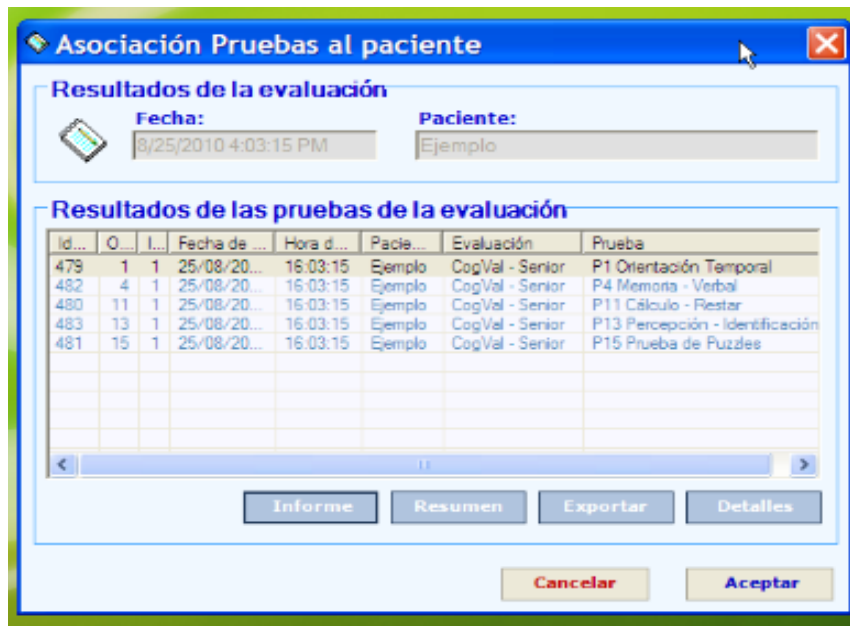 Asociación Pruebas al paciente
Resultados de la evaluación
Fecha: Paciente:
8/25/2010 4:03:15 PM Ejemplo
Resultados de las pruebas de la evaluación
Id... O... I... Fecha de ... Hora d... Pacie... Evaluación Prueba
479 1 1 25/08/20... 16:03:15 Ejemplo CogVal - Senior P1 Orientación Temporal
482 4 1 25/08/20... 16:03:15 Ejemplo CogVal - Senior P4 Memoria - Verbal
480 11 1 25/08/20... 16:03:15 Ejemplo CogVal - Senior P11 Cálculo - Restar
483 13 1 25/08/20... 16:03:15 Ejemplo CogVal - Senior P13 Percepción - Identificación
481 15 1 25/08/20... 16:03:15 Ejemplo CogVal - Senior P15 Prueba de Puzzles
Informe Resumen Exportar Detalles
Cancelar Aceptar